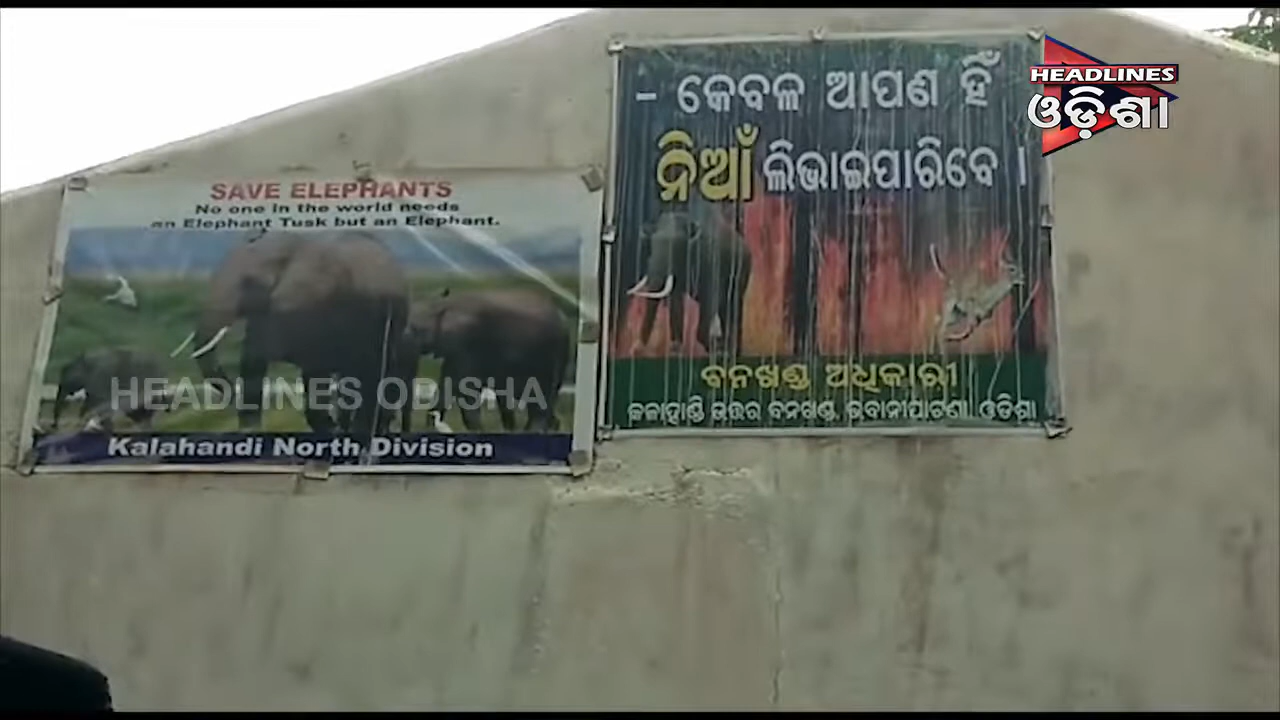 SAVE ELEPHANTS
No one in the world needs
an Elephant Tusk but an Elephant.
Kalahandi North Division
- କେବଳ ଆପଣ ହିଁ
ନିଆଁ ଲିଭାଇପାରିବେ ।
ବନଖଣ୍ଡ ଅଧିକାରୀ
କଳାହାଣ୍ଡି ଉତ୍ତର ବନଖଣ୍ଡ, ଭବାନୀପାଟଣା, ଓଡିଶା
HEADLINES
ଓଡ଼ିଶା
HEADLINES ODISHA